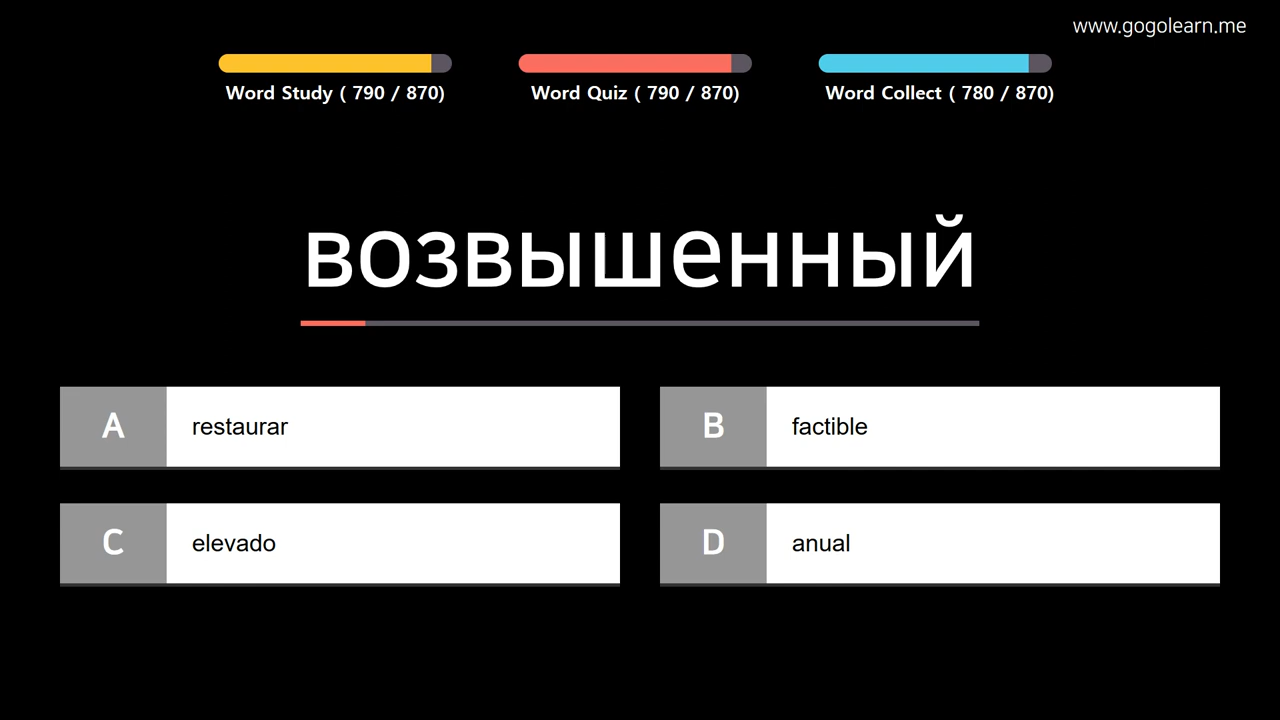 www.gogolearn.me
Word Study ( 790 / 870)
Word Quiz ( 790 / 870)
Word Collect ( 780 / 870)
возвышенный
A restaurar
B factible
C elevado
D anual